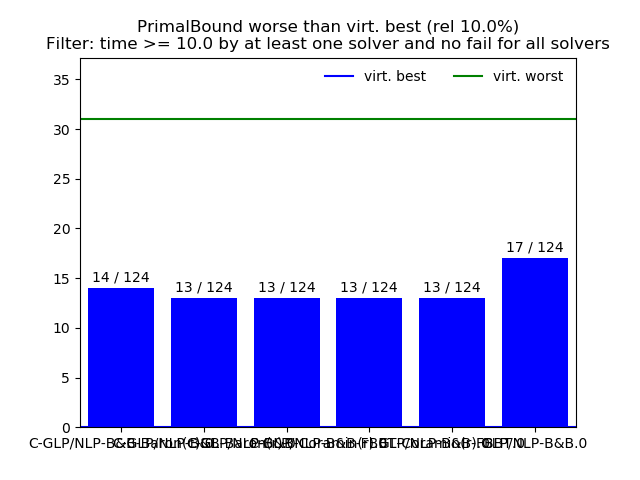 PrimalBound worse than virt. best (rel 10.0%)
Filter: time >= 10.0 by at least one solver and no fail for all solvers
virt. best
virt. worst
35
30
25
20
15
10
5
0
14 / 124
13 / 124
13 / 124
13 / 124
13 / 124
17 / 124
C-GLP/NLP-B&B